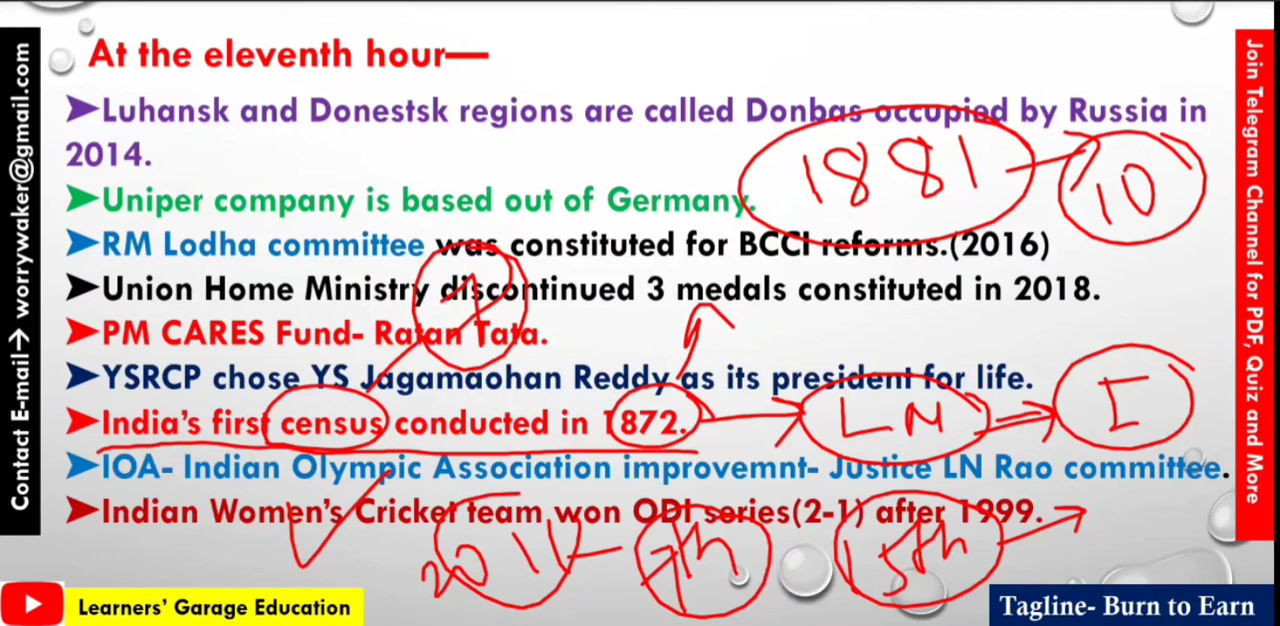 At the eleventh hour—
➤Luhansk and Donestsk regions are called Donbas occupied by Russia in
2014.
➤Uniper company is based out of Germany.
➤RM Lodha committee was constituted for BCCI reforms.(2016)
➤Union Home Ministry discontinued 3 medals constituted in 2018.
➤PM CARES Fund- Ratan Tata.
➤YSRCP chose YS Jagamaohan Reddy as its president for life.
➤India's first census conducted in 1872.
➤IOA- Indian Olympic Association improvemnt- Justice LN Rao committee.
➤Indian Women's Cricket team won ODI series(2-1) after 1999.
1881
10
LM
I
2011
7th
15th
Contact E-mail→ worrywaker@gmail.com
Join Telegram Channel for PDF, Quiz and More
Learners' Garage Education
Tagline- Burn to Earn